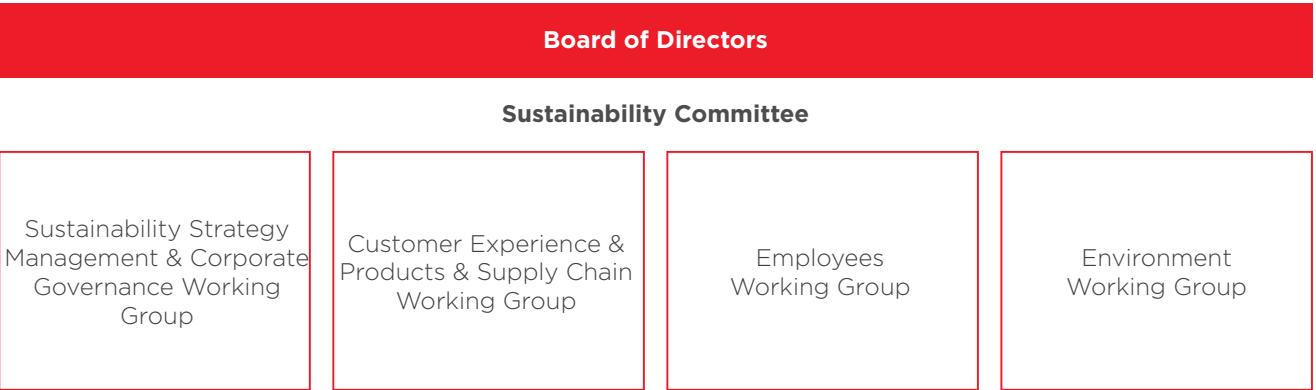 Board of Directors
Sustainability Committee
Sustainability Strategy
Management & Corporate
Governance Working
Group
Customer Experience &
Products & Supply Chain
Working Group
Employees
Working Group
Environment
Working Group